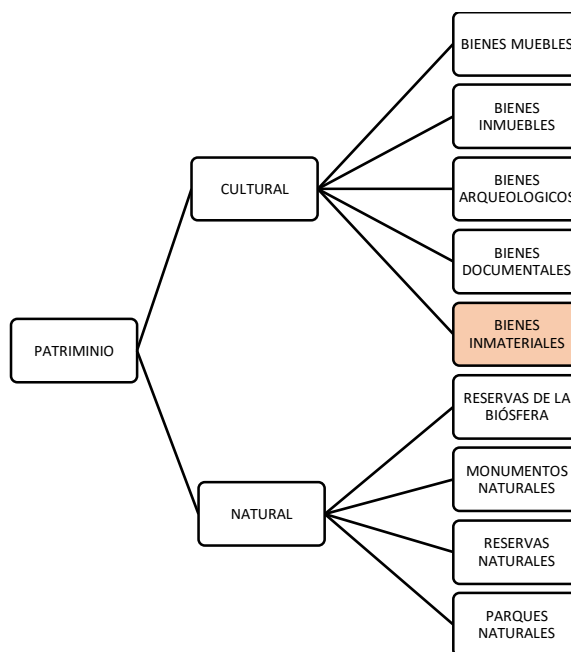 BIENES MUEBLES
BIENES
INMUEBLES
CULTURAL
BIENES
ARQUEOLOGICOS
BIENES
DOCUMENTALES
BIENES
INMATERIALES
PATRIMINIO
RESERVAS DE LA
BIÓSFERA
MONUMENTOS
NATURALES
NATURAL
RESERVAS
NATURALES
PARQUES
NATURALES